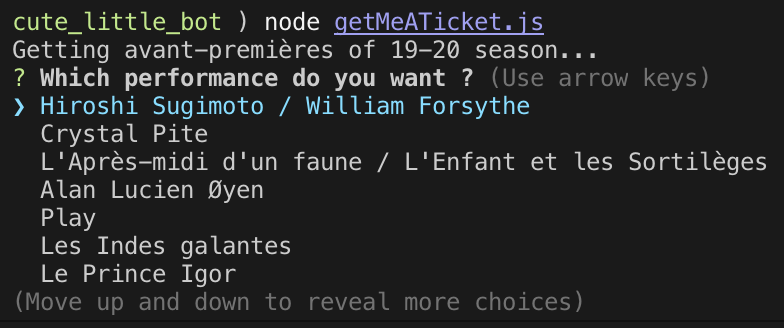 cute_little_bot ) node getMeATicket.js
Getting avant-premières of 19-20 season...
? Which performance do you want ? (Use arrow keys)
❯ Hiroshi Sugimoto / William Forsythe
Crystal Pite
L'Après-midi d'un faune / L'Enfant et les Sortilèges
Alan Lucien Øyen
Play
Les Indes galantes
Le Prince Igor
(Move up and down to reveal more choices)